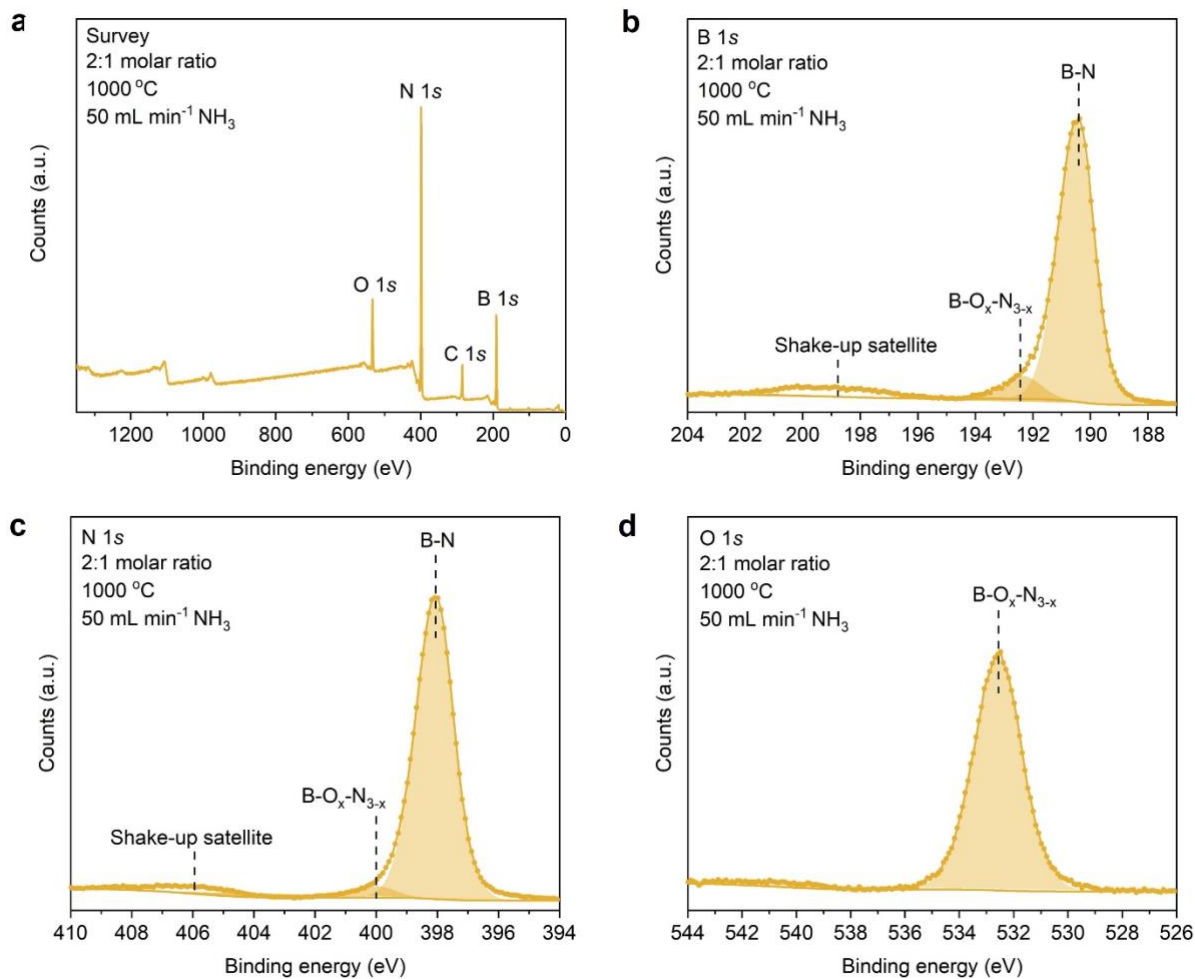 a
Survey
2:1 molar ratio
1000 °C
50 mL min⁻¹ NH₃
N 1s
O 1s
B 1s
C 1s
Counts (a.u.)
1200 1000 800 600 400 200 0
Binding energy (eV)
b
B 1s
2:1 molar ratio
1000 °C
50 mL min⁻¹ NH₃
B-N
B-Oₓ-N₃₋ₓ
Shake-up satellite
Counts (a.u.)
204 202 200 198 196 194 192 190 188
Binding energy (eV)
c
N 1s
2:1 molar ratio
1000 °C
50 mL min⁻¹ NH₃
B-N
B-Oₓ-N₃₋ₓ
Shake-up satellite
Counts (a.u.)
410 408 406 404 402 400 398 396 394
Binding energy (eV)
d
O 1s
2:1 molar ratio
1000 °C
50 mL min⁻¹ NH₃
B-Oₓ-N₃₋ₓ
Counts (a.u.)
544 542 540 538 536 534 532 530 528 526
Binding energy (eV)